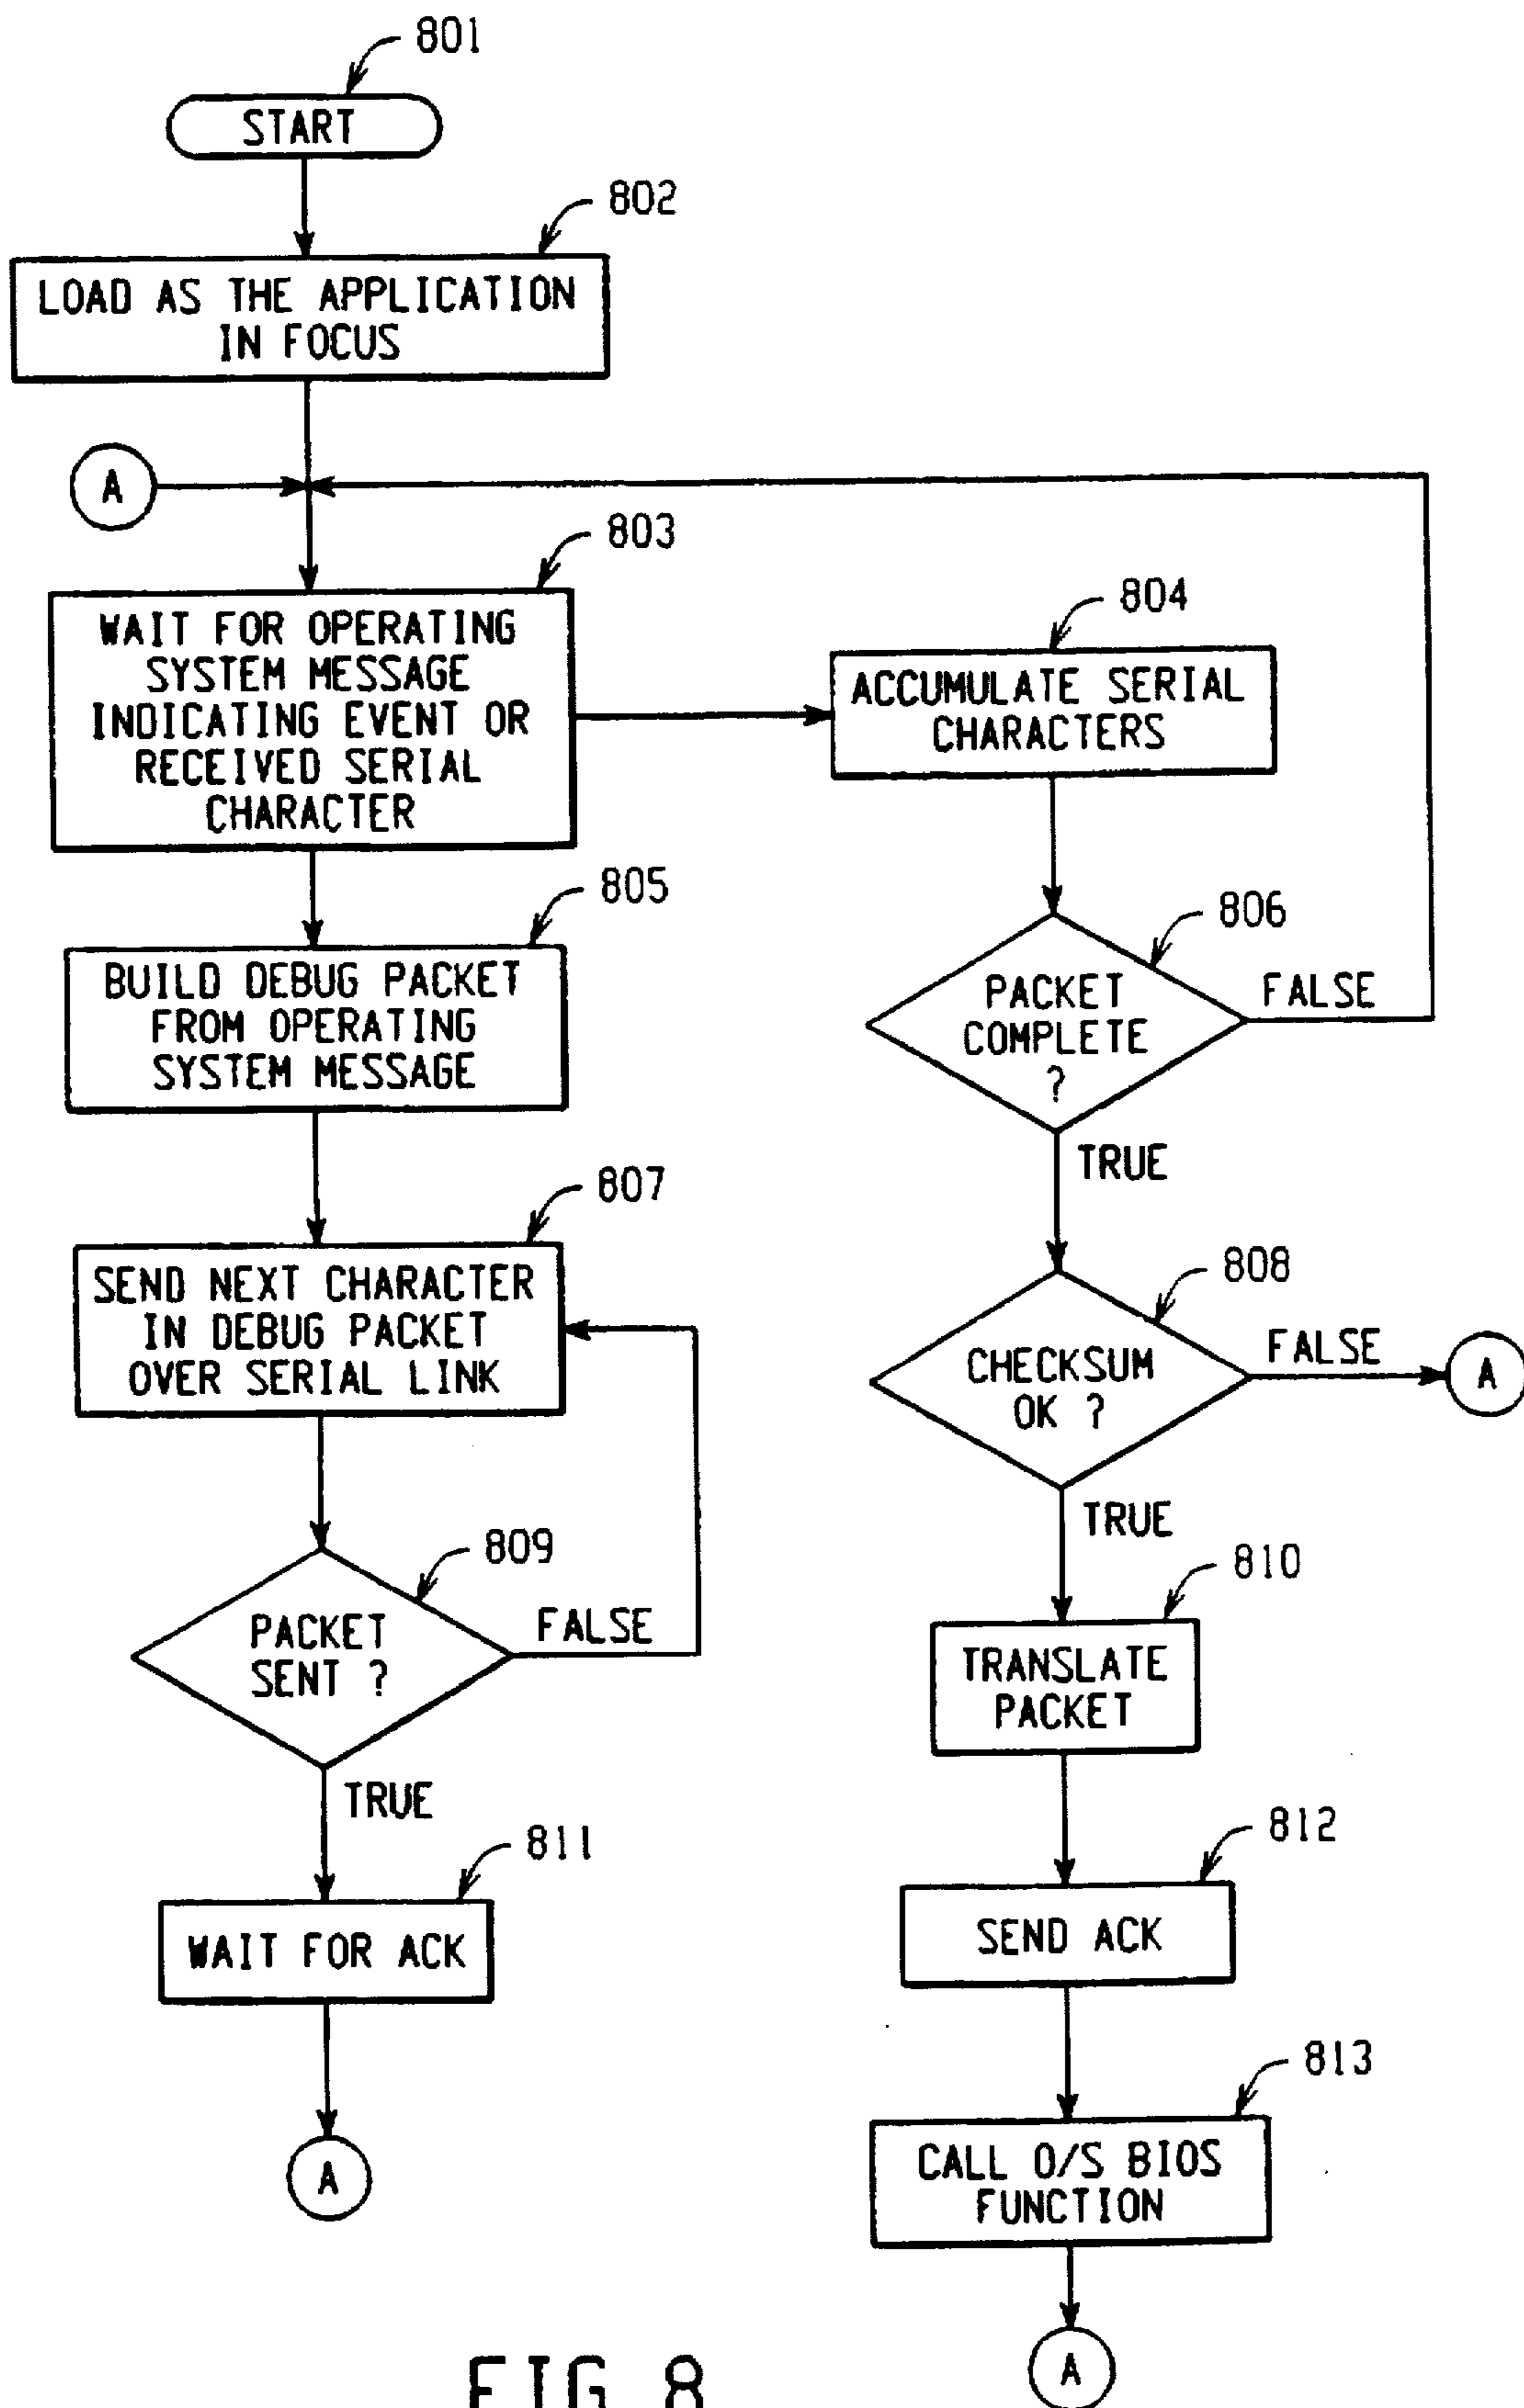 801
START
802
LOAD AS THE APPLICATION
IN FOCUS
A
803
WAIT FOR OPERATING
SYSTEM MESSAGE
INDICATING EVENT OR
RECEIVED SERIAL
CHARACTER
804
ACCUMULATE SERIAL
CHARACTERS
805
BUILD DEBUG PACKET
FROM OPERATING
SYSTEM MESSAGE
806
PACKET
COMPLETE
?
FALSE
TRUE
807
SEND NEXT CHARACTER
IN DEBUG PACKET
OVER SERIAL LINK
808
CHECKSUM
OK ?
FALSE
A
TRUE
809
PACKET
SENT ?
FALSE
TRUE
810
TRANSLATE
PACKET
811
WAIT FOR ACK
A
812
SEND ACK
813
CALL O/S BIOS
FUNCTION
A
FIG 8